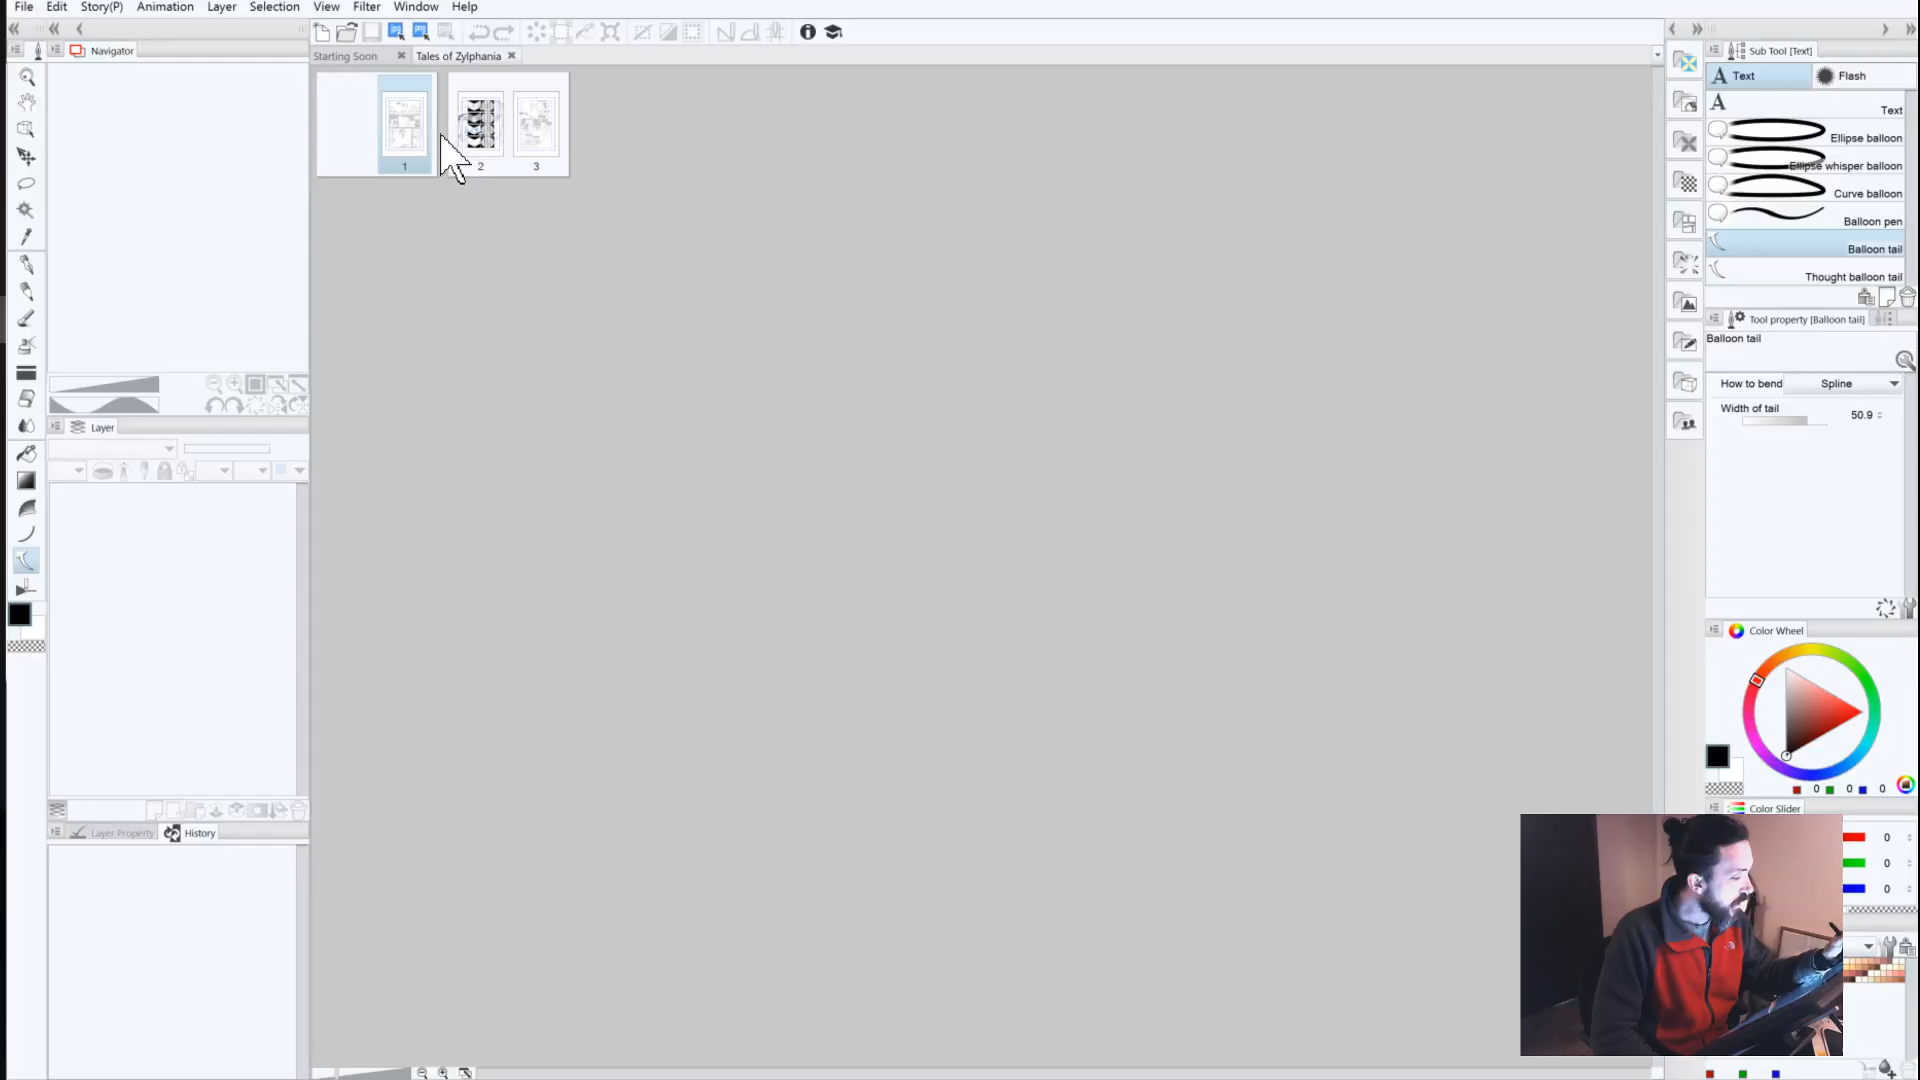 File Edit Story(P) Animation Layer Selection View Filter Window Help
Navigator
Starting Soon
Tales of Zylphania
1
2
3
Layer
Layer Property
History
Sub Tool [Text]
Text
Flash
Text
Ellipse balloon
Ellipse whisper balloon
Curve balloon
Balloon pen
Balloon tail
Thought balloon tail
Tool property [Balloon tail]
Balloon tail
How to bend Spline
Width of tail 50.9
Color Wheel
0 0 0
Color Slider
0
0
0